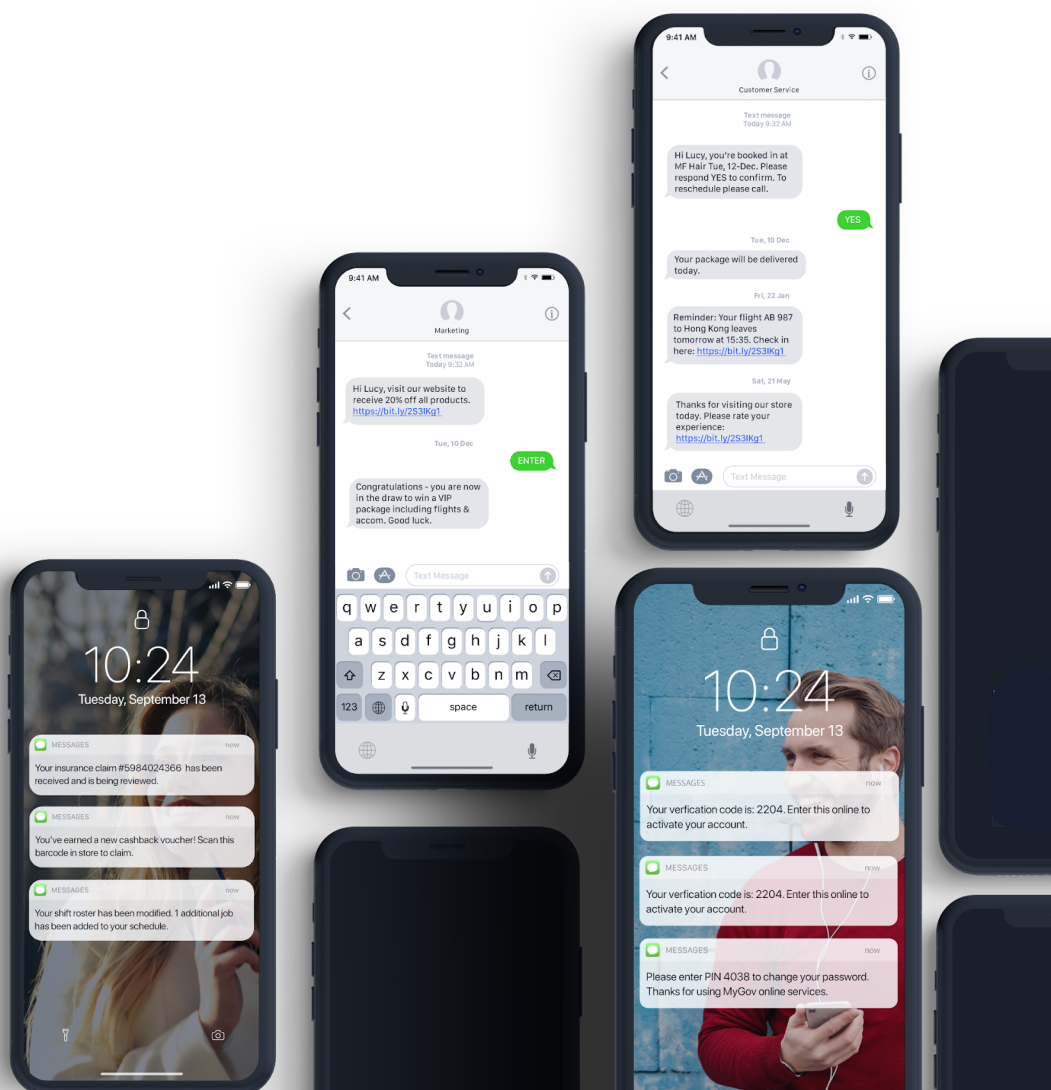 9:41 AM
Customer Service
Text message
Today 9:32 AM
Hi Lucy, you're booked in at
MF Hair Tue, 12-Dec. Please
respond YES to confirm. To
reschedule please call.
YES
Tue, 10 Dec
Your package will be delivered
today.
Fri, 22 Jan
Reminder: Your flight AB 987
to Hong Kong leaves
tomorrow at 15:35. Check in
here: https://bit.ly/2S3IKg1
Sat, 21 May
Thanks for visiting our store
today. Please rate your
experience:
https://bit.ly/2S3IKg1
Text Message
9:41 AM
Marketing
Text message
Today 9:32 AM
Hi Lucy, visit our website to
receive 20% off all products.
https://bit.ly/2S3IKg1
Tue, 10 Dec
ENTER
Congratulations - you are now
in the draw to win a VIP
package including flights &
accom. Good luck.
Text Message
q w e r t y u i o p
a s d f g h j k l
z x c v b n m
123 space return
10:24
Tuesday, September 13
MESSAGES now
Your insurance claim #5984024366 has been
received and is being reviewed.
MESSAGES now
You've earned a new cashback voucher! Scan this
barcode in store to claim.
MESSAGES now
Your shift roster has been modified. 1 additional job
has been added to your schedule.
10:24
Tuesday, September 13
MESSAGES now
Your verfication code is: 2204. Enter this online to
activate your account.
MESSAGES now
Your verfication code is: 2204. Enter this online to
activate your account.
MESSAGES now
Please enter PIN 4038 to change your password.
Thanks for using MyGov online services.